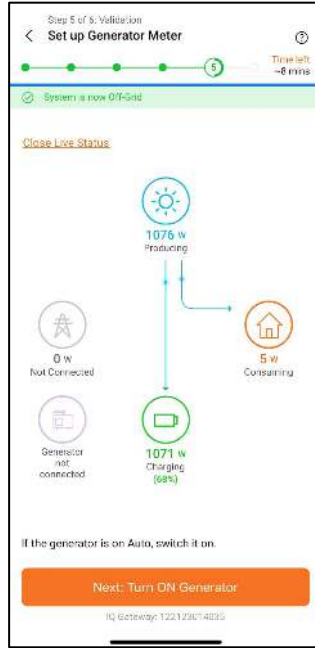 Step 5 of 6: Validation
Set up Generator Meter
5
Time left
~8 mins
System is now Off-Grid
Close Live Status
1076 W
Producing
0 W
Not Connected
5 W
Consuming
Generator
not
connected
1071 W
Charging
(68%)
If the generator is on Auto, switch it on.
Next: Turn ON Generator
IQ Gateway: 122123014835